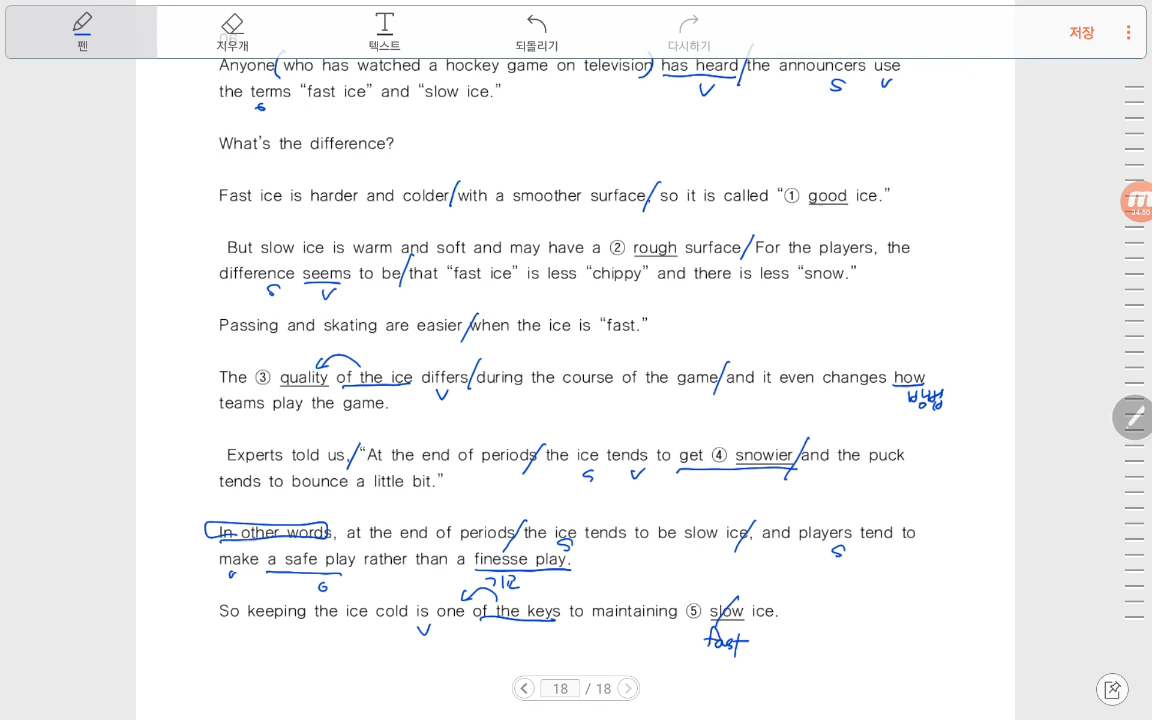 펜 지우개 텍스트 되돌리기 다시하기 저장
Anyone who has watched a hockey game on television has heard the announcers use
V S V
the terms “fast ice” and “slow ice.”
What's the difference?
Fast ice is harder and colder with a smoother surface, so it is called “① good ice.”
But slow ice is warm and soft and may have a ② rough surface. For the players, the
difference seems to be that “fast ice” is less “chippy” and there is less “snow.”
S V
Passing and skating are easier when the ice is “fast.”
The ③ quality of the ice differs during the course of the game and it even changes how
V
teams play the game.
Experts told us, “At the end of periods the ice tends to get ④ snowier and the puck
S V
tends to bounce a little bit.”
In other words, at the end of periods the ice tends to be slow ice, and players tend to
S S
make a safe play rather than a finesse play.
So keeping the ice cold is one of the keys to maintaining ⑤ slow ice.
V fast
18 / 18